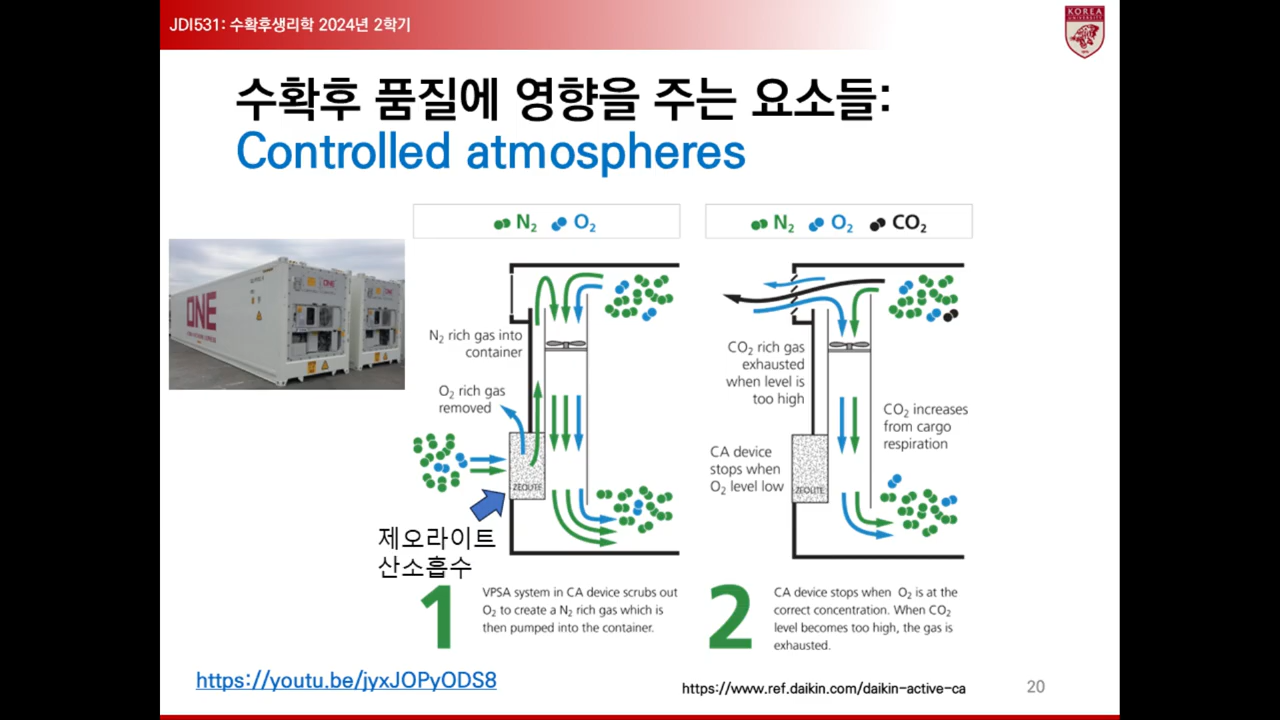 JDI531: 수확후생리학 2024년 2학기
KOREA
UNIVERSITY
수확후 품질에 영향을 주는 요소들:
Controlled atmospheres
N₂ O₂
N₂ O₂ CO₂
ONE
ONE
N₂ rich gas into
container
O₂ rich gas
removed
ZEOLITE
제오라이트
산소흡수
CO₂ rich gas
exhausted
when level is
too high
CO₂ increases
from cargo
respiration
CA device
stops when
O₂ level low
ZEOLITE
1
VPSA system in CA device scrubs out
O₂ to create a N₂ rich gas which is
then pumped into the container.
2
CA device stops when O₂ is at the
correct concentration. When CO₂
level becomes too high, the gas is
exhausted.
https://youtu.be/jyxJOPyODS8
https://www.ref.daikin.com/daikin-active-ca
20